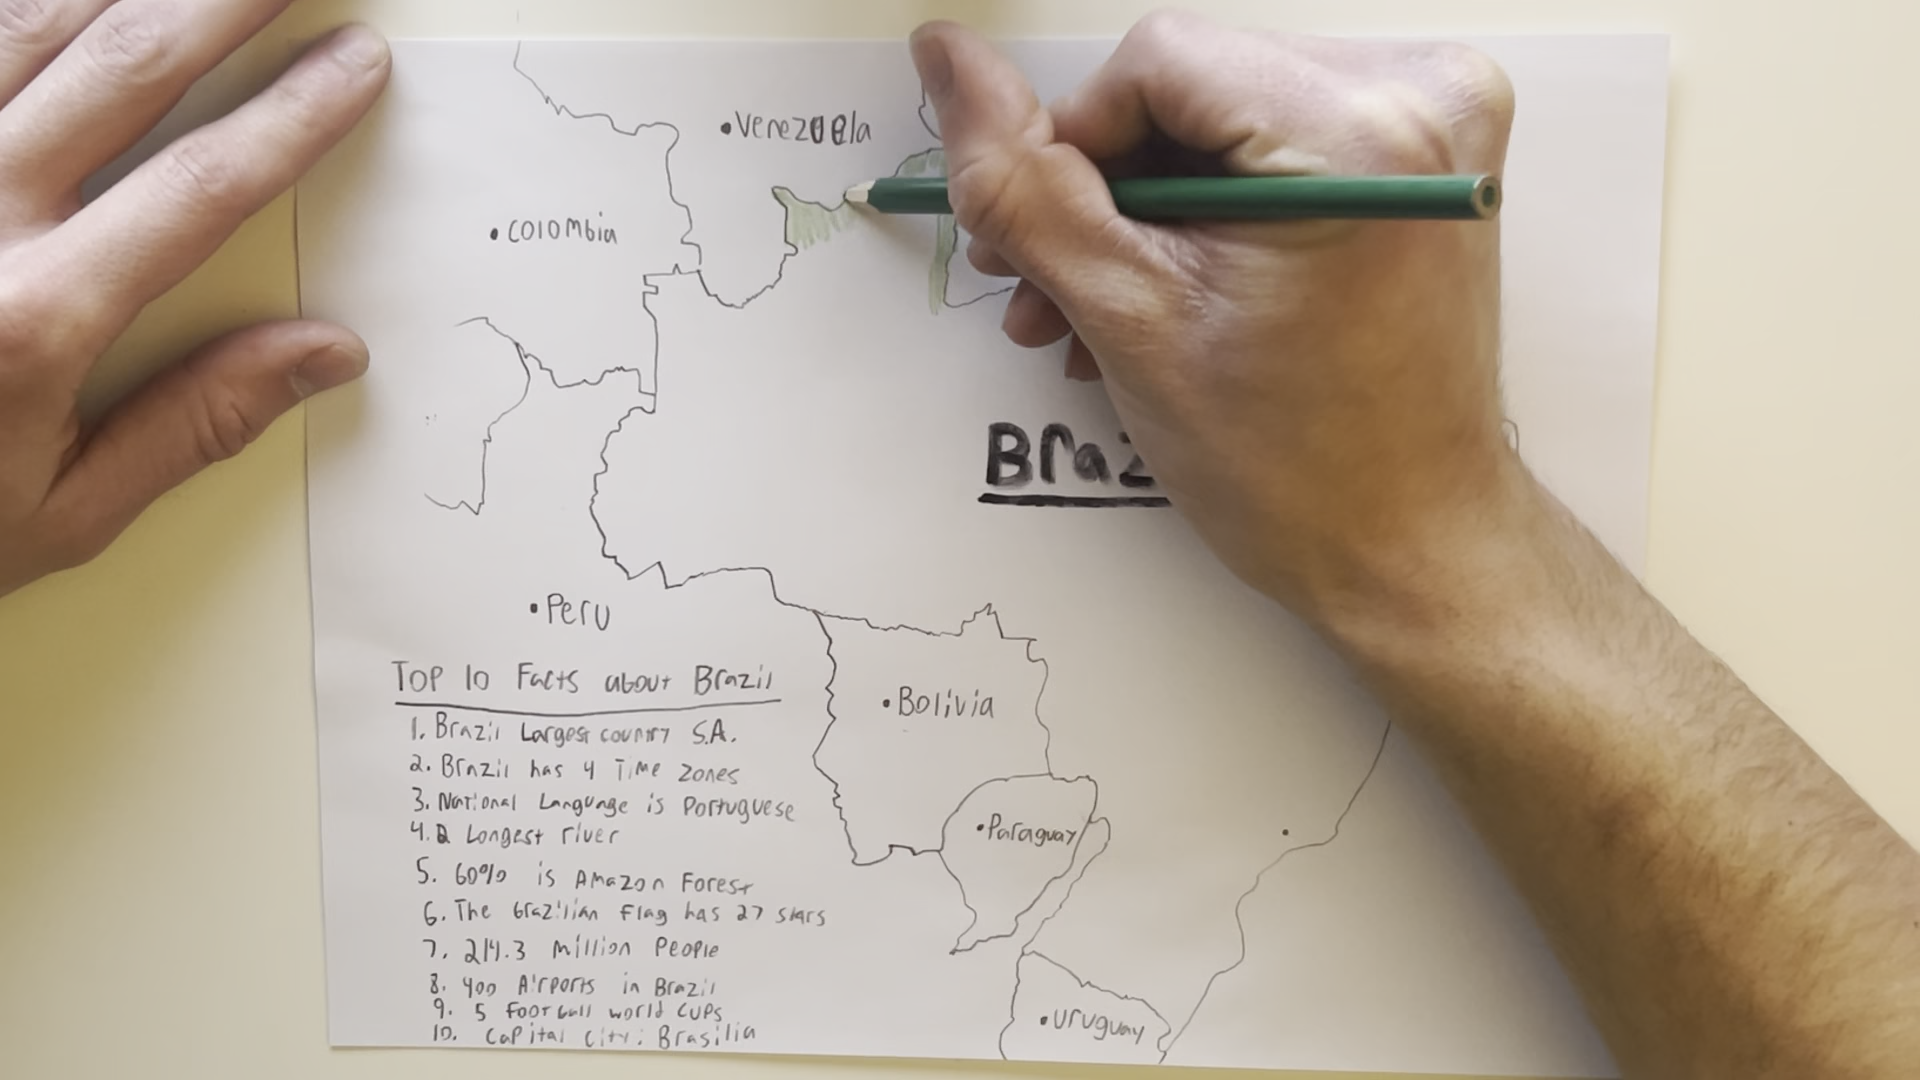 Venezuela
Colombia
Peru
Top 10 Facts about Brazil
1. Brazil Largest country S.A.
2. Brazil has 4 Time Zones
3. National Language is Portuguese
4. 2 Longest river
5. 60% is Amazon Forest
6. The Brazilian Flag has 27 stars
7. 214.3 Million People
8. 400 Airports in Brazil
9. 5 Football world Cups
10. Capital City: Brasilia
Bolivia
Paraguay
Uruguay